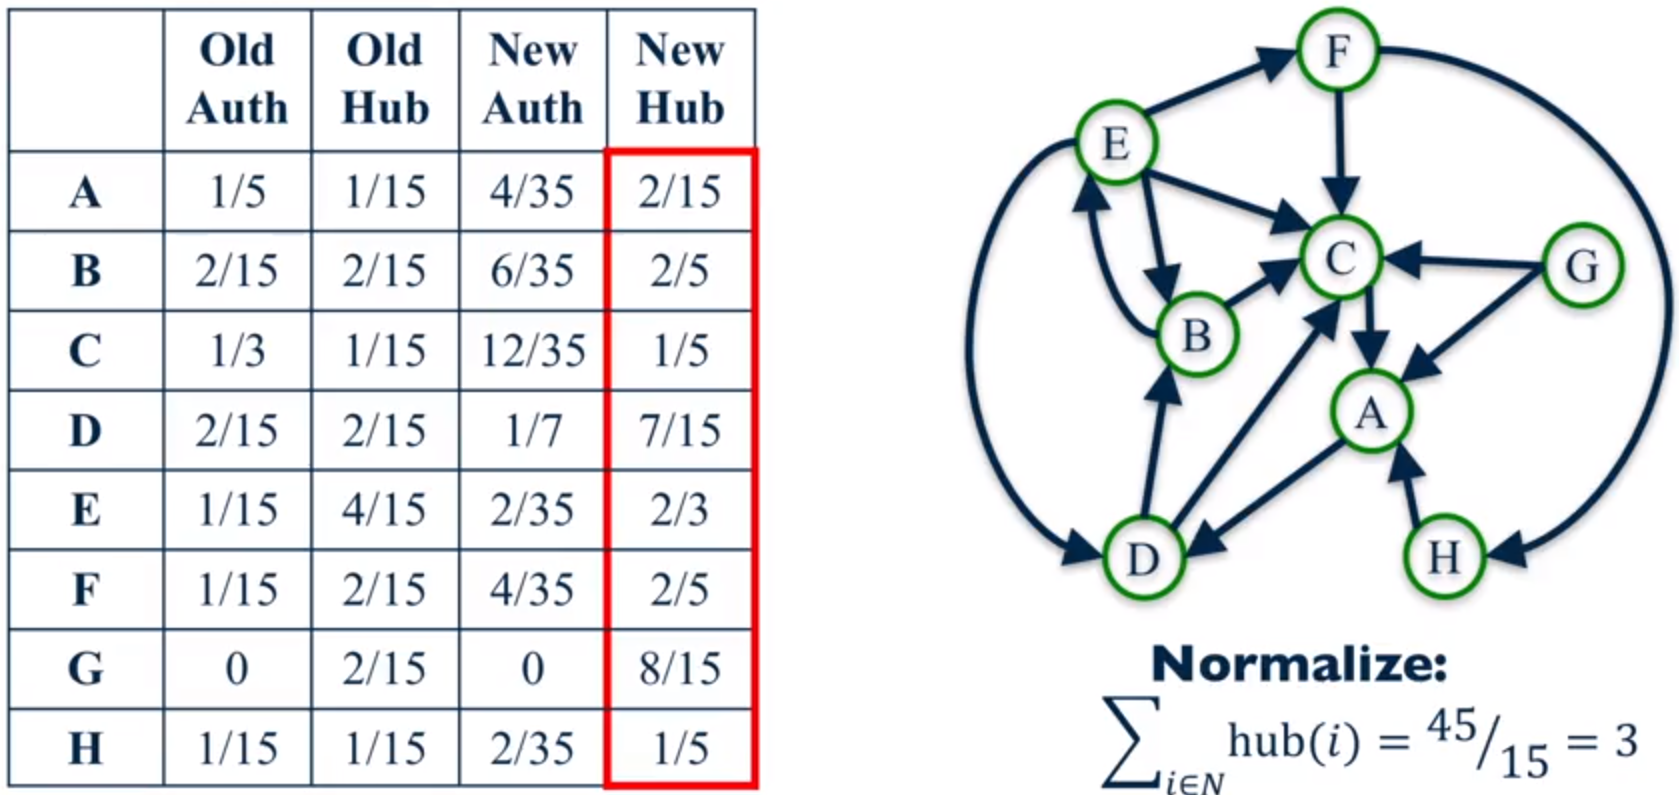 Old Auth Old Hub New Auth New Hub
A 1/5 1/15 4/35 2/15
B 2/15 2/15 6/35 2/5
C 1/3 1/15 12/35 1/5
D 2/15 2/15 1/7 7/15
E 1/15 4/15 2/35 2/3
F 1/15 2/15 4/35 2/5
G 0 2/15 0 8/15
H 1/15 1/15 2/35 1/5
F
E
C
G
B
A
D
H
Normalize:
∑i∈N hub(i) = 45/15 = 3